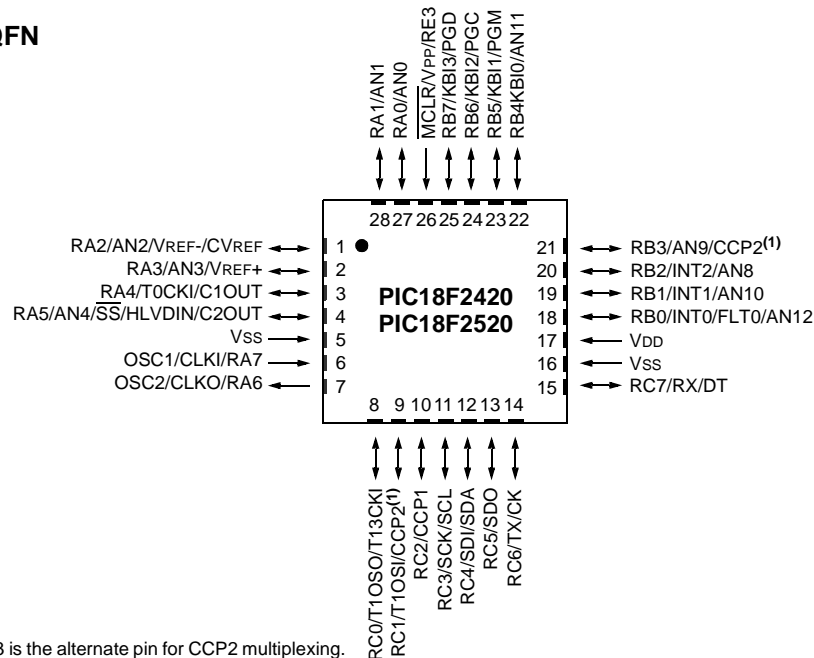 QFN
RA1/AN1
RA0/AN0
MCLR/VPP/RE3
RB7/KBI3/PGD
RB6/KBI2/PGC
RB5/KBI1/PGM
RB4KBI0/AN11
28 27 26 25 24 23 22
RA2/AN2/VREF-/CVREF 1
RA3/AN3/VREF+ 2
RA4/T0CKI/C1OUT 3
RA5/AN4/SS/HLVDIN/C2OUT 4
VSS 5
OSC1/CLKI/RA7 6
OSC2/CLKO/RA6 7
PIC18F2420
PIC18F2520
21 RB3/AN9/CCP2(1)
20 RB2/INT2/AN8
19 RB1/INT1/AN10
18 RB0/INT0/FLT0/AN12
17 VDD
16 VSS
15 RC7/RX/DT
8 9 10 11 12 13 14
RC0/T1OSO/T13CKI
RC1/T1OSI/CCP2(1)
RC2/CCP1
RC3/SCK/SCL
RC4/SDI/SDA
RC5/SDO
RC6/TX/CK
is the alternate pin for CCP2 multiplexing.